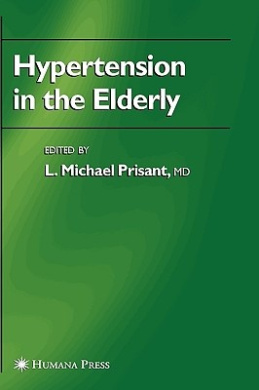 Hypertension
in the Elderly
EDITED BY
L. Michael Prisant, MD
HUMANA PRESS